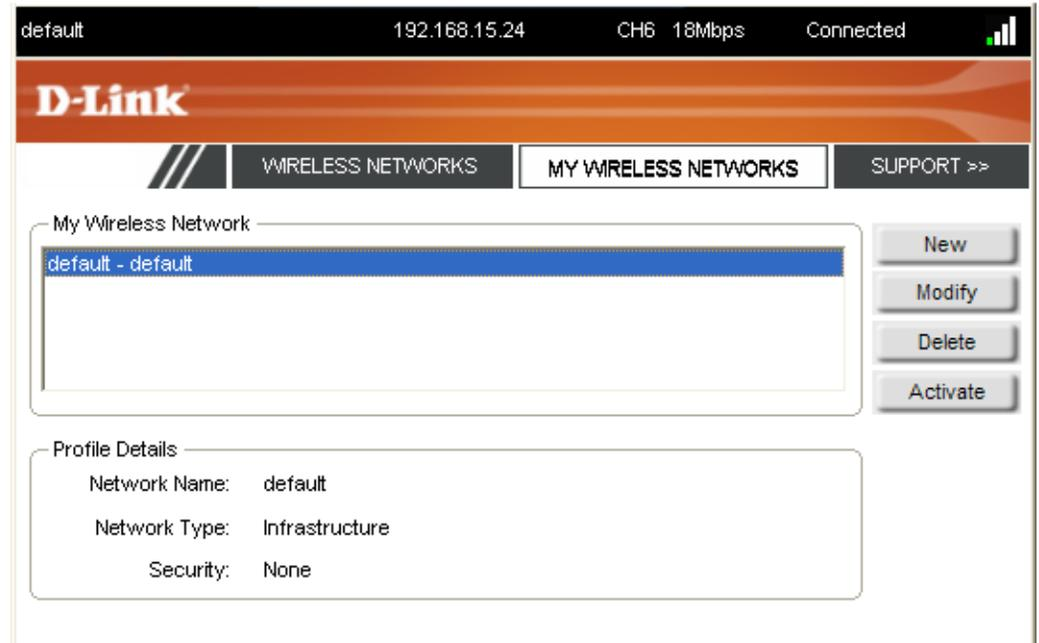 default 192.168.15.24 CH6 18Mbps Connected
D-Link
WIRELESS NETWORKS MY WIRELESS NETWORKS SUPPORT >>
My Wireless Network
default - default
New
Modify
Delete
Activate
Profile Details
Network Name: default
Network Type: Infrastructure
Security: None